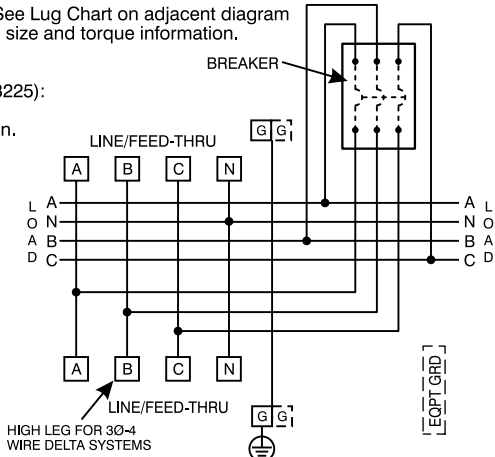 See Lug Chart on adjacent diagram
size and torque information.
BREAKER
3225):
n.
G G
LINE/FEED-THRU
A B C N
L A A L
O N N O
A B B A
D C C D
A B C N
EQPT GRD
LINE/FEED-THRU
G G
HIGH LEG FOR 3Ø-4
WIRE DELTA SYSTEMS